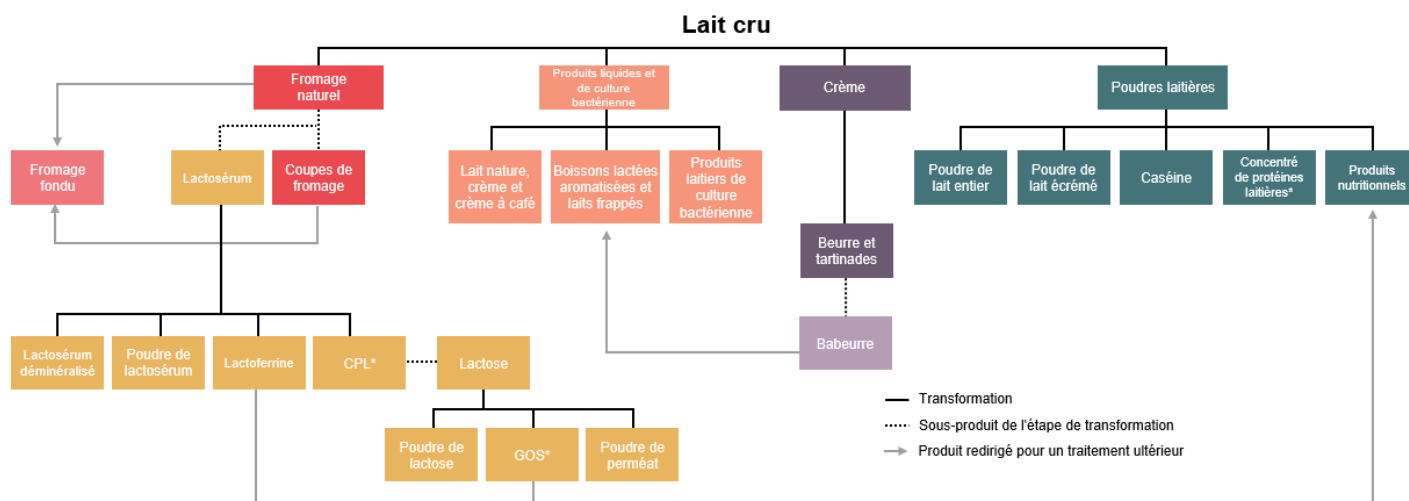 Lait cru
Fromage
naturel
Produits liquides et
de culture
bactérienne
Crème
Poudres laitières
Fromage
fondu
Lactosérum
Coupes de
fromage
Lait nature,
crème et
crème à café
Boissons lactées
aromatisées et
laits frappés
Produits
laitiers de
culture
bactérienne
Poudre de
lait entier
Poudre de
lait écrémé
Caséine
Concentré
de protéines
laitières*
Produits
nutritionnels
Beurre et
tartinades
Babeurre
Lactosérum
déminéralisé
Poudre de
lactosérum
Lactoferrine
CPL*
Lactose
Poudre de
lactose
GOS*
Poudre de
perméat
Transformation
Sous-produit de l'étape de transformation
Produit redirigé pour un traitement ultérieur